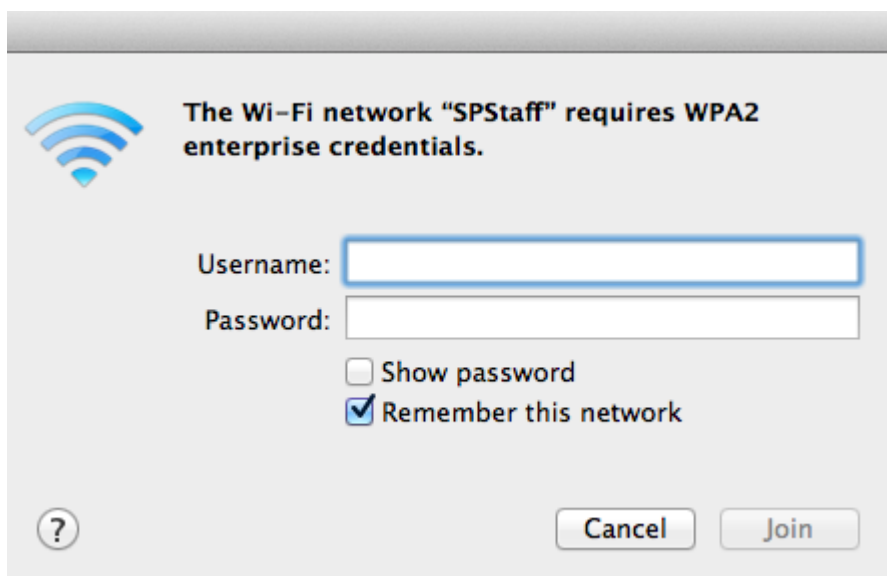 The Wi-Fi network “SPStaff” requires WPA2
enterprise credentials.
Username:
Password:
Show password
Remember this network
?
Cancel
Join